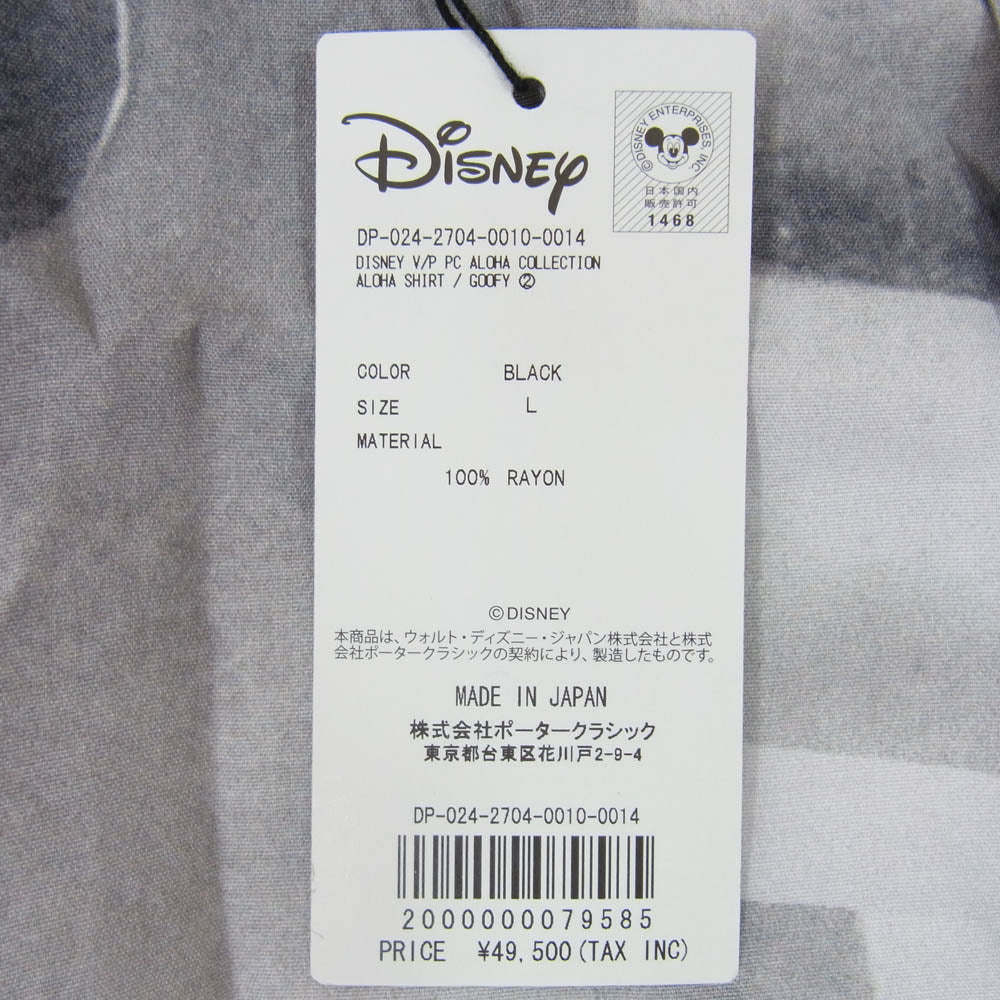 DISNEY
©DISNEY ENTERPRISES, INC.
日本国内
販売許可
1468
DP-024-2704-0010-0014
DISNEY V/P PC ALOHA COLLECTION
ALOHA SHIRT / GOOFY ②
COLOR BLACK
SIZE L
MATERIAL
100% RAYON
©DISNEY
本商品は、ウォルト・ディズニー・ジャパン株式会社と株式
会社ポータークラシックの契約により、製造したものです。
MADE IN JAPAN
株式会社ポータークラシック
東京都台東区花川戸2-9-4
DP-024-2704-0010-0014
2000000079585
PRICE ¥49,500(TAX INC)